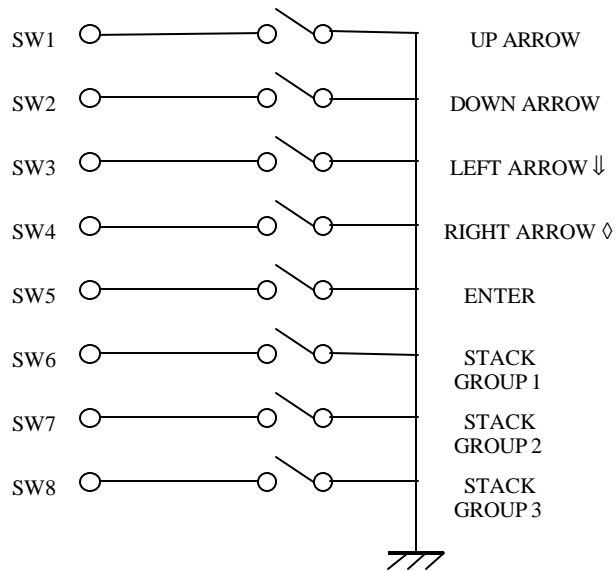 SW1 UP ARROW
SW2 DOWN ARROW
SW3 LEFT ARROW ⇓
SW4 RIGHT ARROW ◊
SW5 ENTER
SW6 STACK
GROUP 1
SW7 STACK
GROUP 2
SW8 STACK
GROUP 3